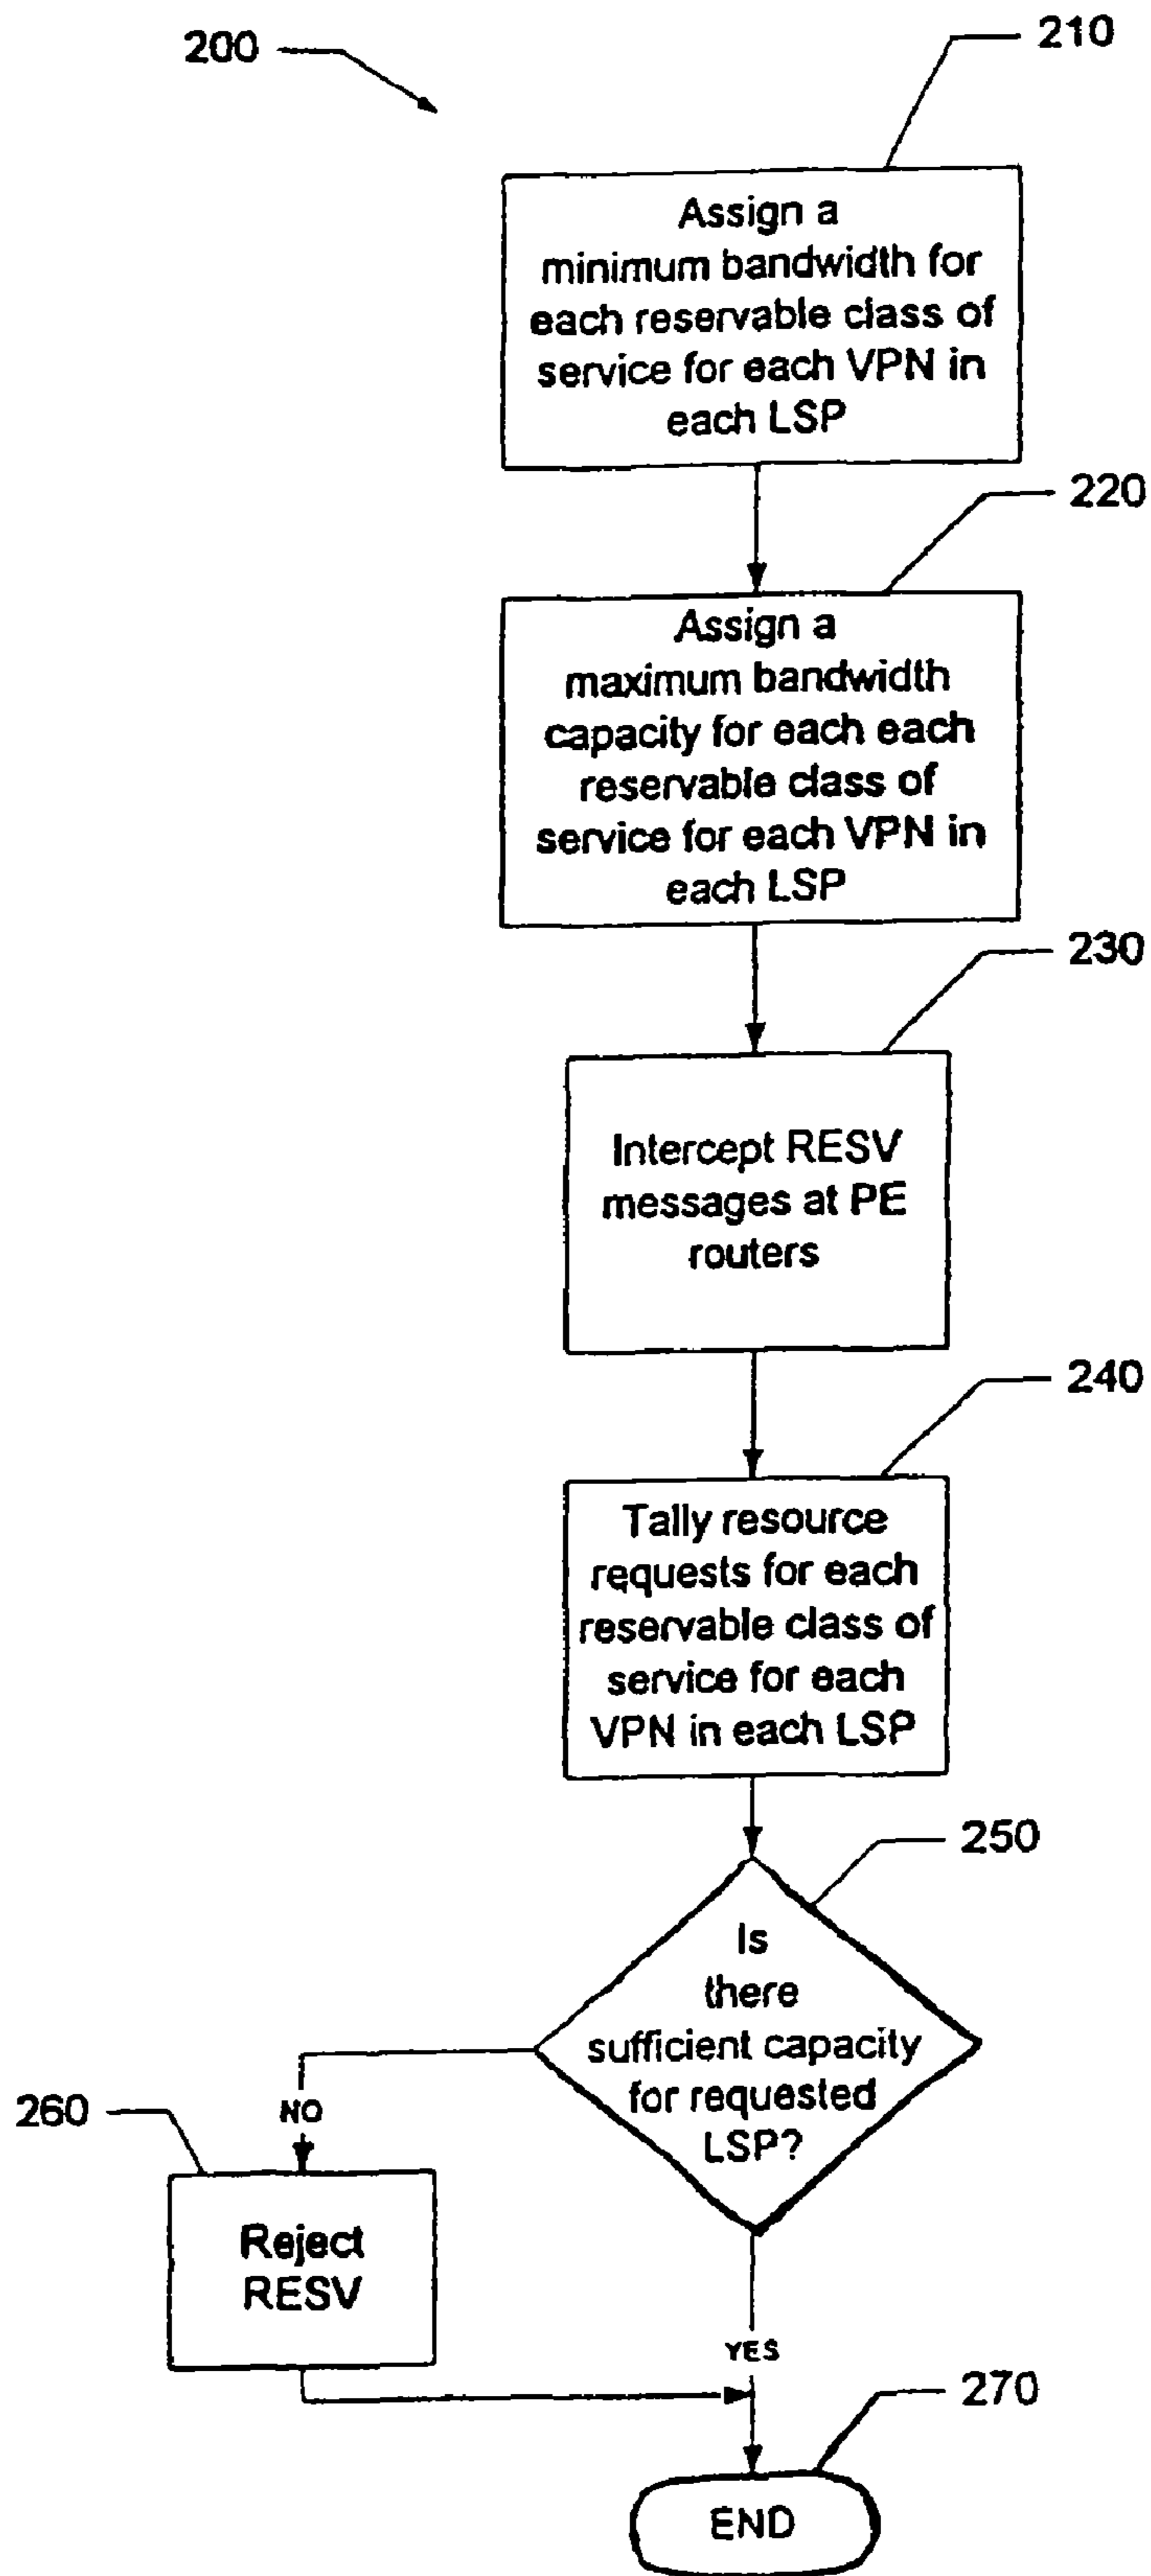 200
210
Assign a
minimum bandwidth for
each reservable class of
service for each VPN in
each LSP
220
Assign a
maximum bandwidth
capacity for each each
reservable class of
service for each VPN in
each LSP
230
Intercept RESV
messages at PE
routers
240
Tally resource
requests for each
reservable class of
service for each
VPN in each LSP
250
Is
there
sufficient capacity
for requested
LSP?
NO
260
Reject
RESV
YES
270
END